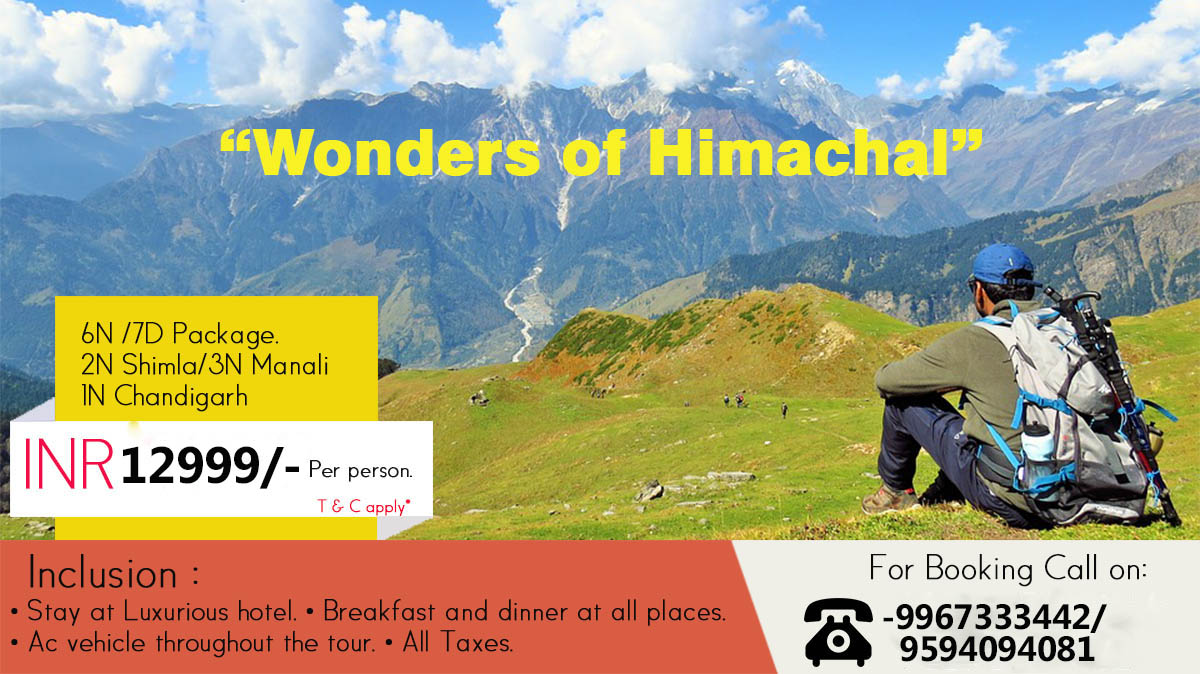 “Wonders of Himachal”
6N /7D Package.
2N Shimla/3N Manali
1N Chandigarh
INR 12999/- Per person.
T & C apply*
Inclusion :
• Stay at Luxurious hotel. • Breakfast and dinner at all places.
• Ac vehicle throughout the tour. • All Taxes.
For Booking Call on:
-9967333442/
9594094081